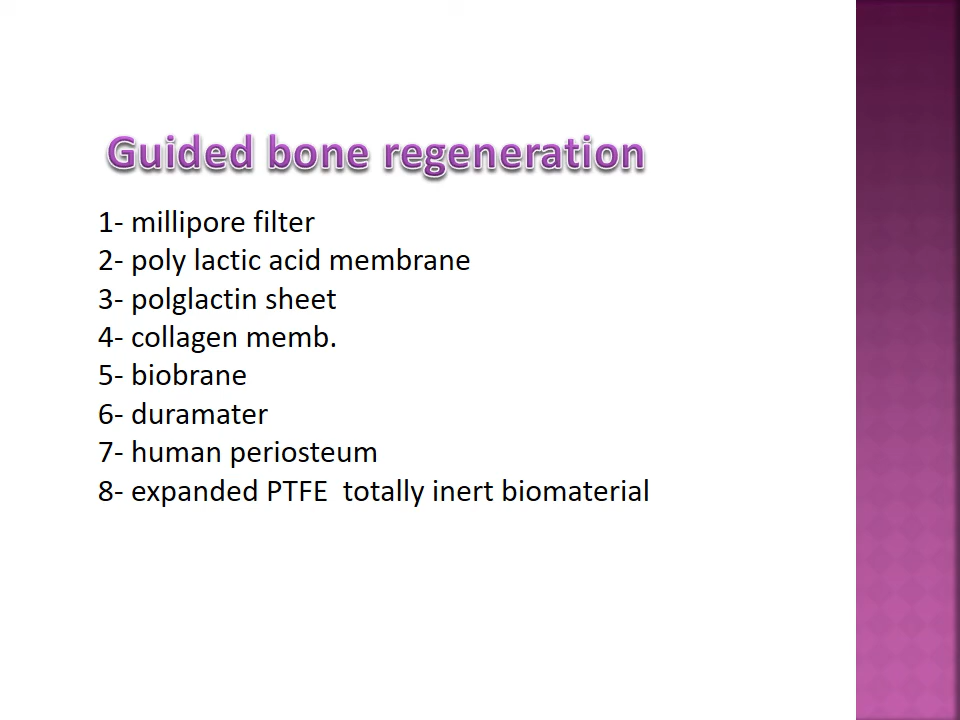 Guided bone regeneration
1- millipore filter
2- poly lactic acid membrane
3- polglactin sheet
4- collagen memb.
5- biobrane
6- duramater
7- human periosteum
8- expanded PTFE  totally inert biomaterial